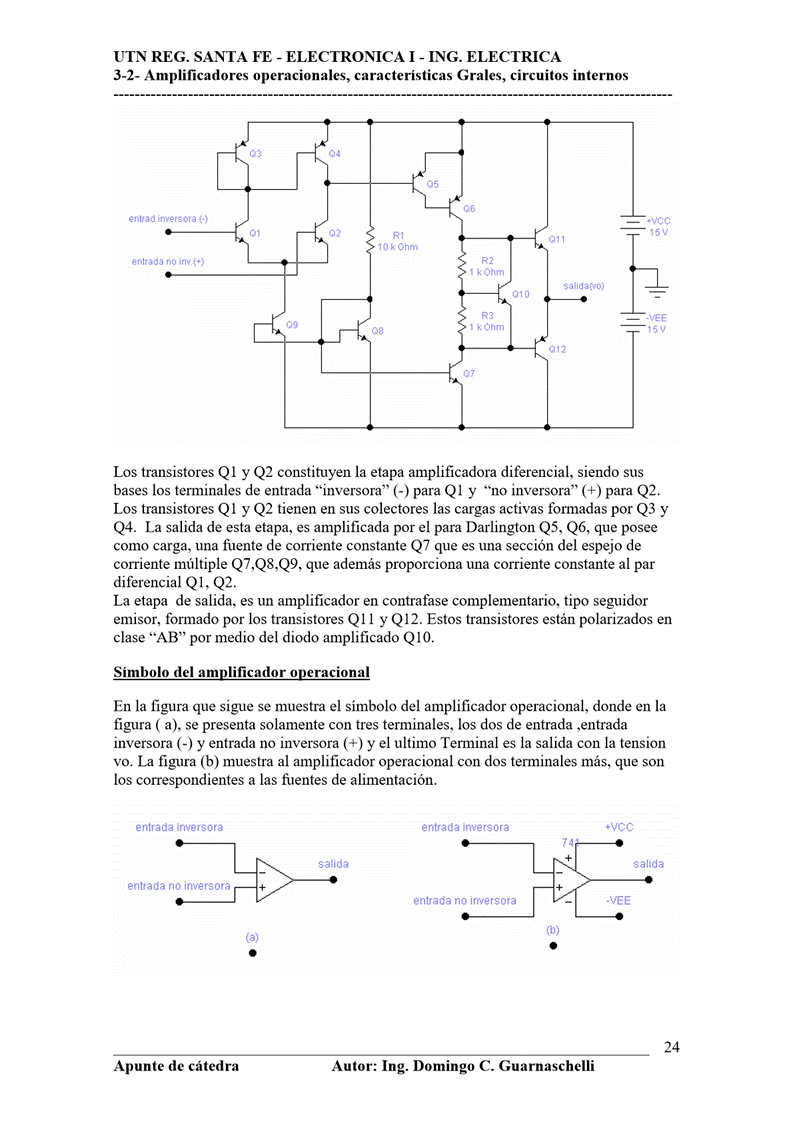 UTN REG. SANTA FE - ELECTRONICA I - ING. ELECTRICA
3-2- Amplificadores operacionales, características Grales, circuitos internos
Q3
Q4
Q5
Q6
entrad inversora (-)
Q1
Q2
R1
10 k Ohm
Q11
+VCC
15 V
entrada no inv.(+)
R2
1 k Ohm
Q10
salida(vo)
Q9
Q8
R3
1 k Ohm
-VEE
15 V
Q12
Q7
Los transistores Q1 y Q2 constituyen la etapa amplificadora diferencial, siendo sus
bases los terminales de entrada “inversora” (-) para Q1 y “no inversora” (+) para Q2.
Los transistores Q1 y Q2 tienen en sus colectores las cargas activas formadas por Q3 y
Q4. La salida de esta etapa, es amplificada por el para Darlington Q5, Q6, que posee
como carga, una fuente de corriente constante Q7 que es una sección del espejo de
corriente múltiple Q7,Q8,Q9, que además proporciona una corriente constante al par
diferencial Q1, Q2.
La etapa de salida, es un amplificador en contrafase complementario, tipo seguidor
emisor, formado por los transistores Q11 y Q12. Estos transistores están polarizados en
clase “AB” por medio del diodo amplificado Q10.
Símbolo del amplificador operacional
En la figura que sigue se muestra el símbolo del amplificador operacional, donde en la
figura ( a), se presenta solamente con tres terminales, los dos de entrada ,entrada
inversora (-) y entrada no inversora (+) y el ultimo Terminal es la salida con la tension
vo. La figura (b) muestra al amplificador operacional con dos terminales más, que son
los correspondientes a las fuentes de alimentación.
entrada inversora
salida
entrada no inversora
(a)
entrada inversora
+VCC
741
salida
entrada no inversora
-VEE
(b)
24
Apunte de cátedra Autor: Ing. Domingo C. Guarnaschelli